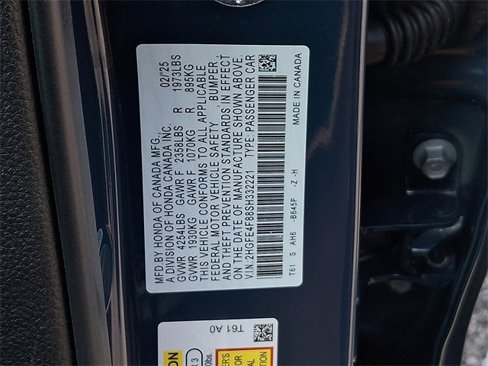 MFD. BY HONDA OF CANADA MFG. 02/'25
A DIVISION OF HONDA CANADA INC.
GVWR 4254LBS GAWR F 2358LBS R 1973LBS
GVWR 1930KG GAWR F 1070KG R 895KG
THIS VEHICLE CONFORMS TO ALL APPLICABLE
FEDERAL MOTOR VEHICLE SAFETY BUMPER,
AND THEFT PREVENTION STANDARDS IN EFFECT
ON THE DATE OF MANUFACTURE SHOWN ABOVE.
VIN: 2HGFE4F88SH332221 TYPE: PASSENGER CAR
MADE IN CANADA
T61 S AH6 -B645P -Z -H
T61 A0